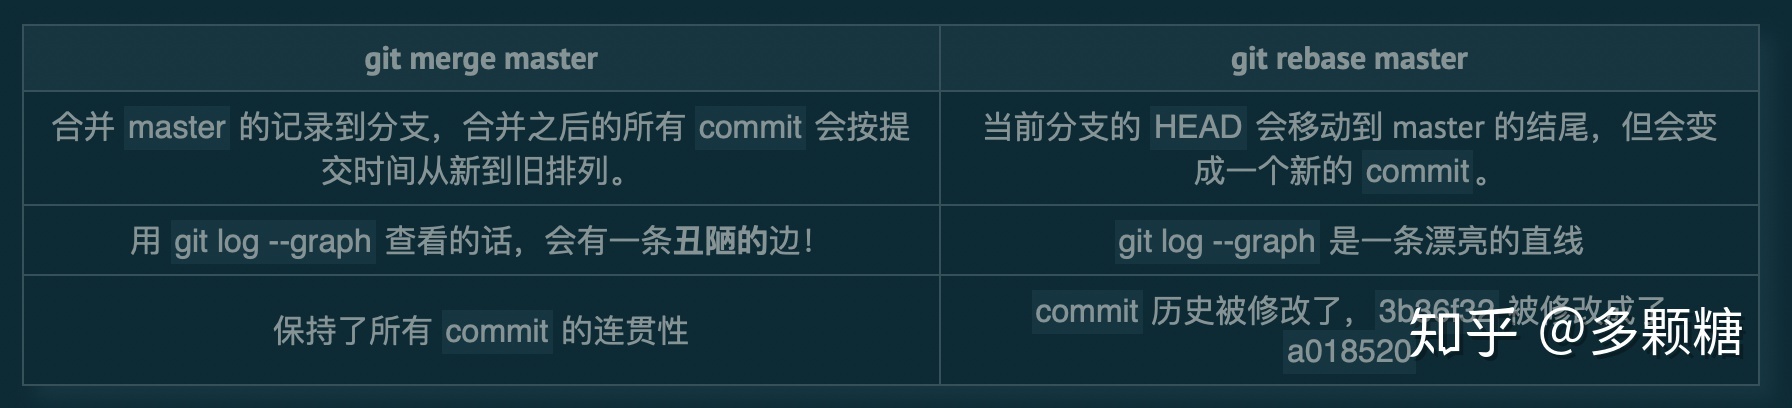 git merge master
git rebase master
合并 master 的记录到分支，合并之后的所有 commit 会按提
交时间从新到旧排列。
当前分支的 HEAD 会移动到 master 的结尾，但会变
成一个新的 commit。
用 git log --graph 查看的话，会有一条丑陋的边！
git log --graph 是一条漂亮的直线
保持了所有 commit 的连贯性
commit 历史被修改了，3b86f32 被修改成了
a018520
知乎 @多颗糖